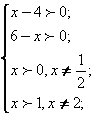 x − 4 ≻ 0;
6 − x ≻ 0;
x ≻ 0, x ≠ 1/2;
x ≻ 1, x ≠ 2;